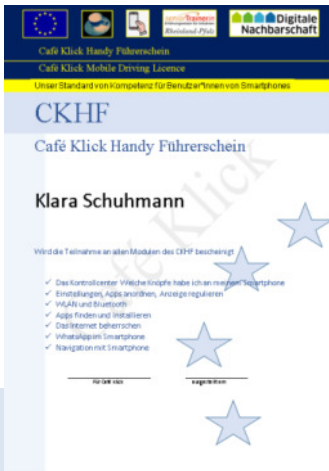 seniorTrainerin
Rheinland-Pfalz
Digitale
Nachbarschaft
Café Klick Handy Führerschein
Café Klick Mobile Driving Licence
Unser Standard von Kompetenz für Benutzer*Innen von Smartphones
CKHF
Café Klick Handy Führerschein
Klara Schuhmann
Wird die Teilnahme an allen Modulen des CKHF bescheinigt
✓ Das Kontrollcenter Welche Knöpfe habe ich an meinem Smartphone
✓ Einstellungen, Apps anordnen, Anzeige regulieren
✓ WLAN und Bluetooth
✓ Apps finden und installieren
✓ Das Internet beherrschen
✓ WhatsApp im Smartphone
✓ Navigation mit Smartphone
Für Café Klick
ausgestellt am
Café Klick